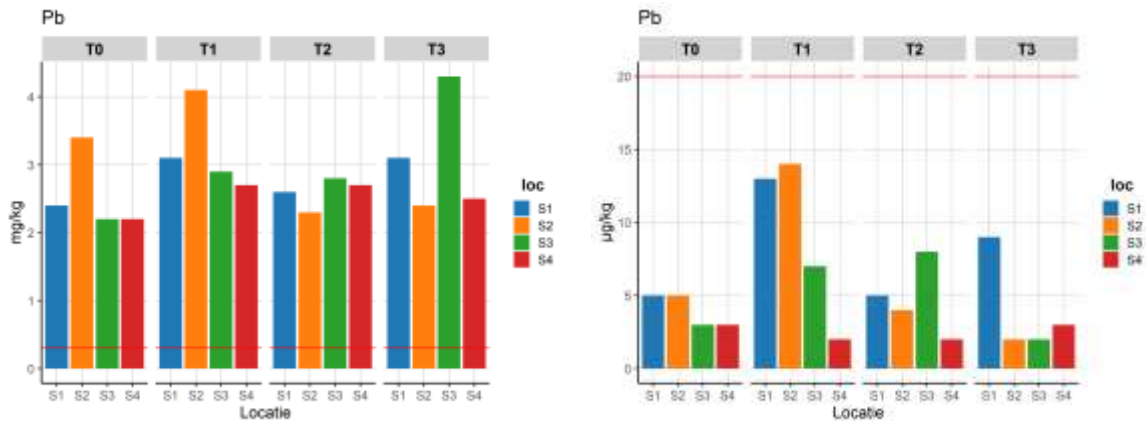 Pb
T0 T1 T2 T3
4
3
2
1
0
mg/kg
S1 S2 S3 S4 S1 S2 S3 S4 S1 S2 S3 S4 S1 S2 S3 S4
Locatie
loc
S1
S2
S3
S4
Pb
T0 T1 T2 T3
20
15
10
5
0
µg/kg
S1 S2 S3 S4 S1 S2 S3 S4 S1 S2 S3 S4 S1 S2 S3 S4
Locatie
loc
S1
S2
S3
S4